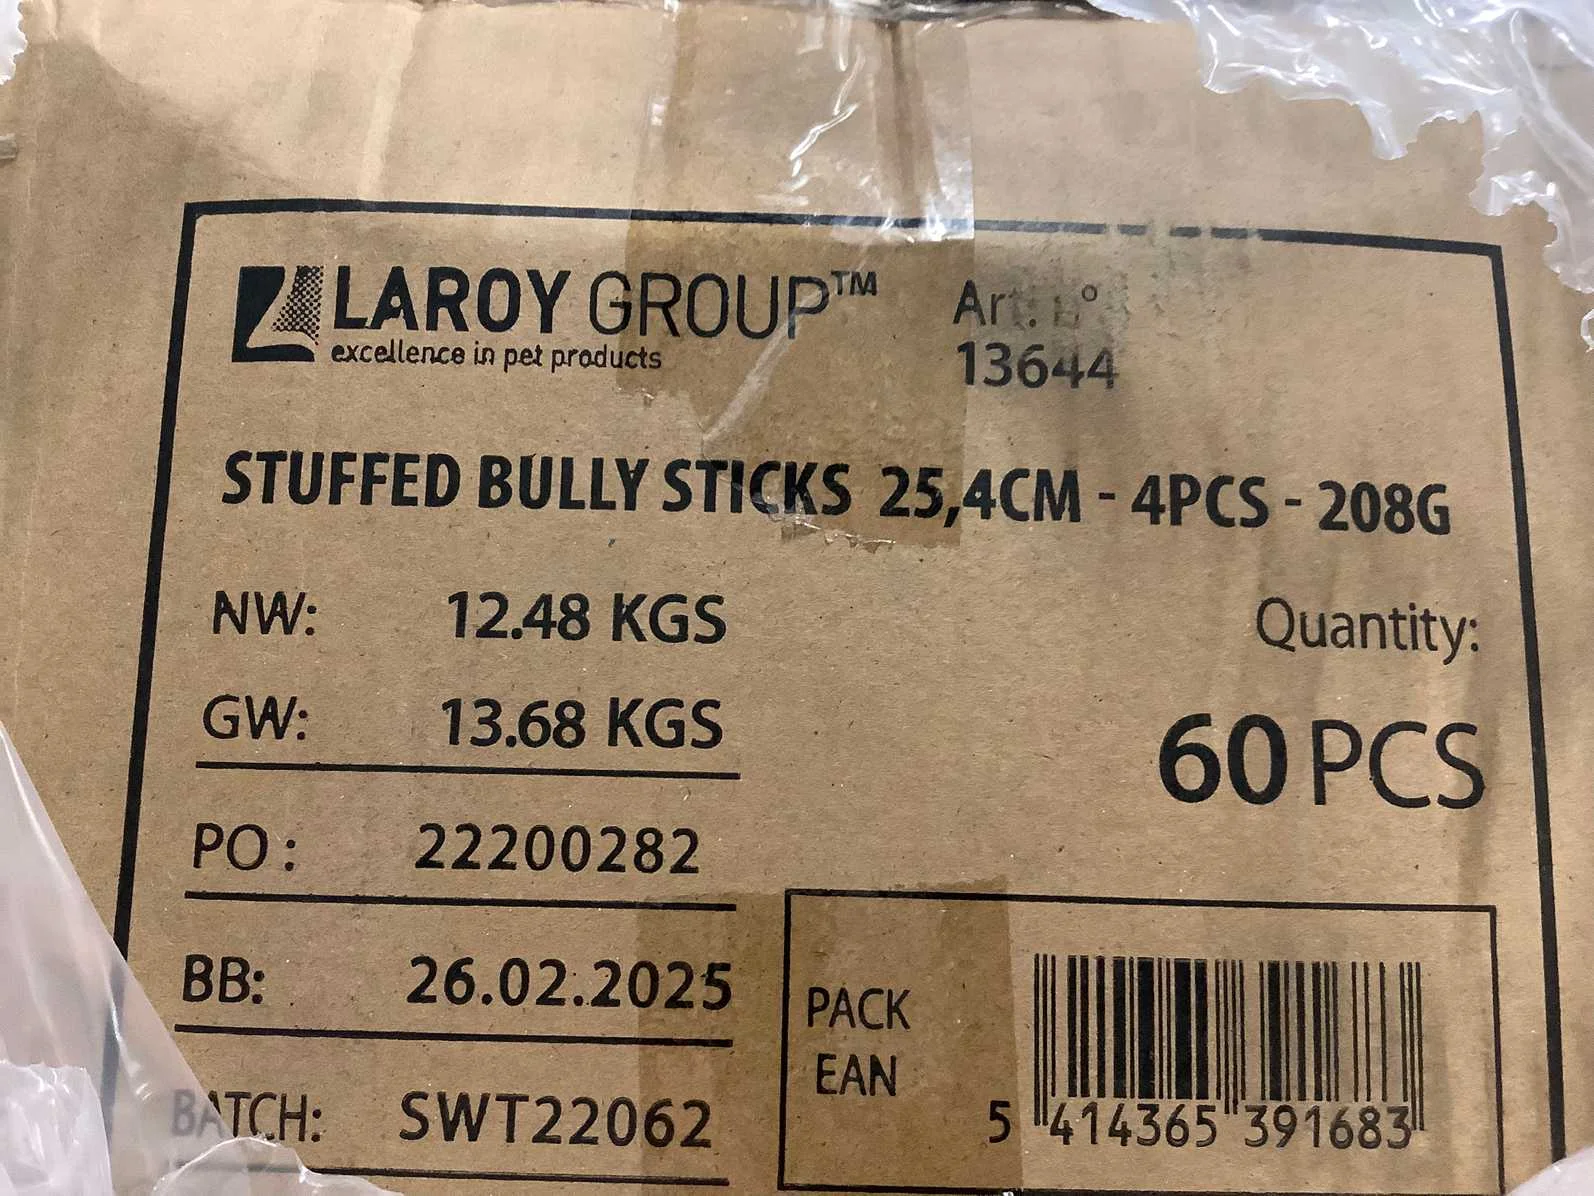 LAROY GROUP™
excellence in pet products
Art. n°
13644
STUFFED BULLY STICKS 25,4CM - 4PCS - 208G
NW: 12.48 KGS
GW: 13.68 KGS
Quantity:
60 PCS
PO : 22200282
BB: 26.02.2025
BATCH: SWT22062
PACK
EAN
5 414365 391683